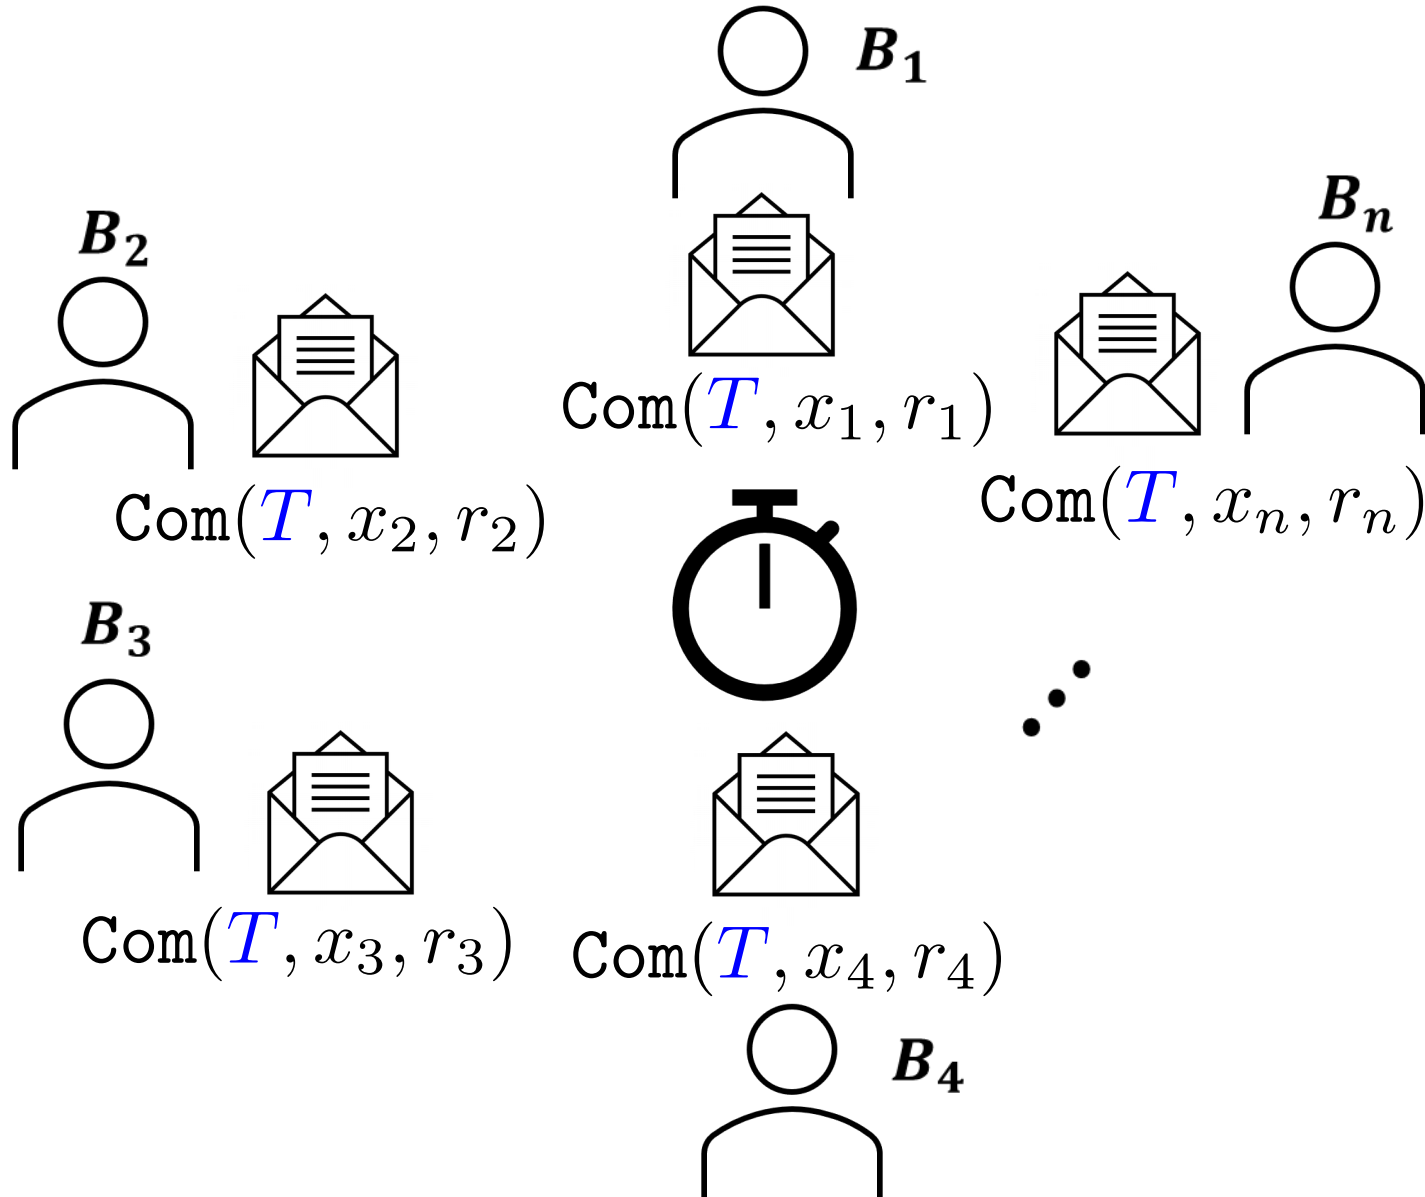 B₁
Bₙ
B₂
Com(T, x₁, r₁)
Com(T, xₙ, rₙ)
Com(T, x₂, r₂)
B₃
Com(T, x₃, r₃)
Com(T, x₄, r₄)
B₄